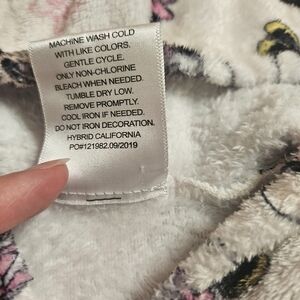 MACHINE WASH COLD
WITH LIKE COLORS.
GENTLE CYCLE.
ONLY NON-CHLORINE
BLEACH WHEN NEEDED.
TUMBLE DRY LOW.
REMOVE PROMPTLY.
COOL IRON IF NEEDED.
DO NOT IRON DECORATION.
HYBRID CALIFORNIA
PO#121982.09/2019